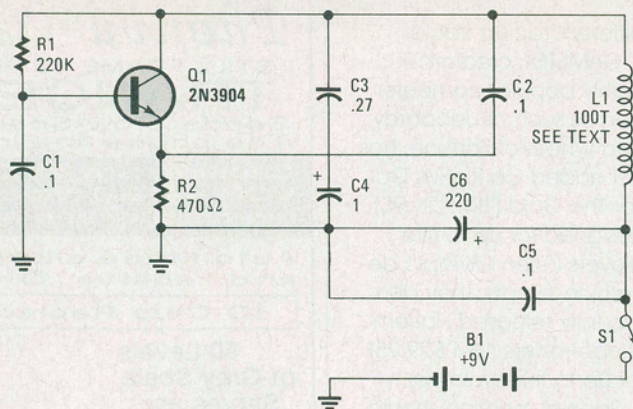 R1
220K
Q1
2N3904
C1
.1
R2
470Ω
C3
.27
C2
.1
L1
100T
SEE TEXT
+
C4
1
C6
220
+
C5
.1
S1
B1
+9V